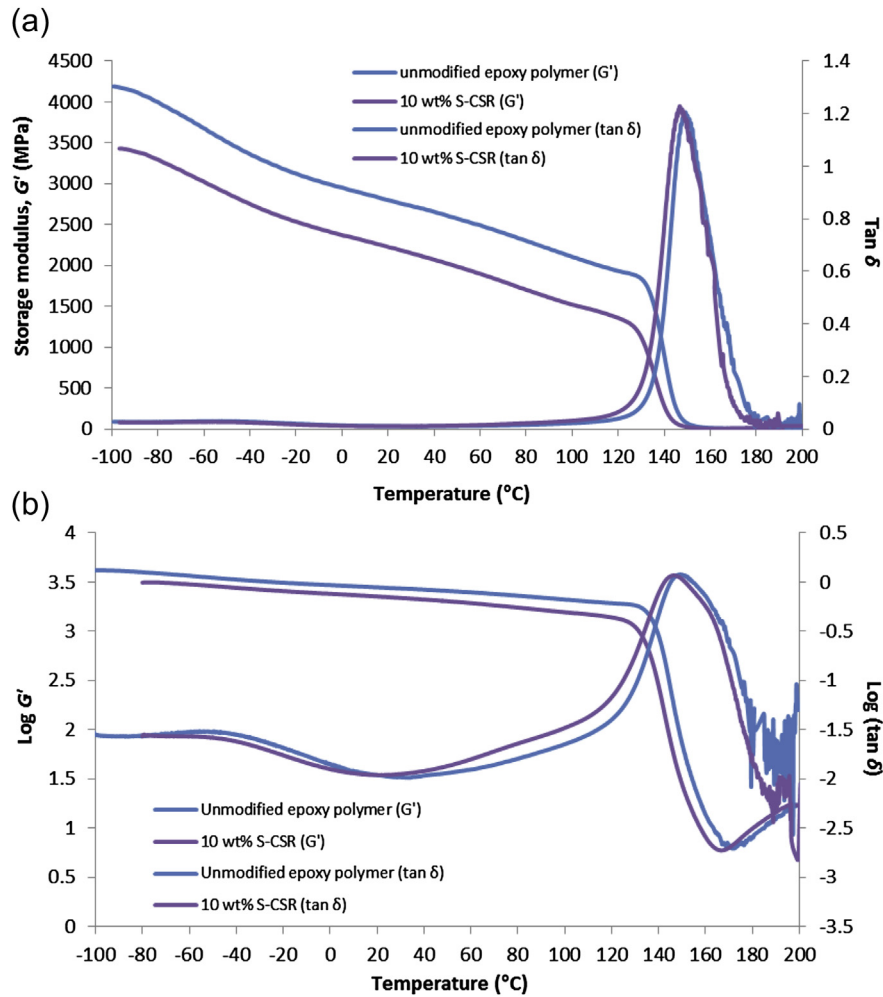 (a)
4500
4000
3500
3000
2500
2000
1500
1000
500
0
Storage modulus, G' (MPa)
unmodified epoxy polymer (G')
10 wt% S-CSR (G')
unmodified epoxy polymer (tan δ)
10 wt% S-CSR (tan δ)
1.4
1.2
1
0.8
0.6
0.4
0.2
0
Tan δ
-100 -80 -60 -40 -20 0 20 40 60 80 100 120 140 160 180 200
Temperature (°C)
(b)
4
3.5
3
2.5
2
1.5
1
0.5
0
Log G'
Unmodified epoxy polymer (G')
10 wt% S-CSR (G')
Unmodified epoxy polymer (tan δ)
10 wt% S-CSR (tan δ)
0.5
0
-0.5
-1
-1.5
-2
-2.5
-3
-3.5
Log (tan δ)
-100 -80 -60 -40 -20 0 20 40 60 80 100 120 140 160 180 200
Temperature (°C)